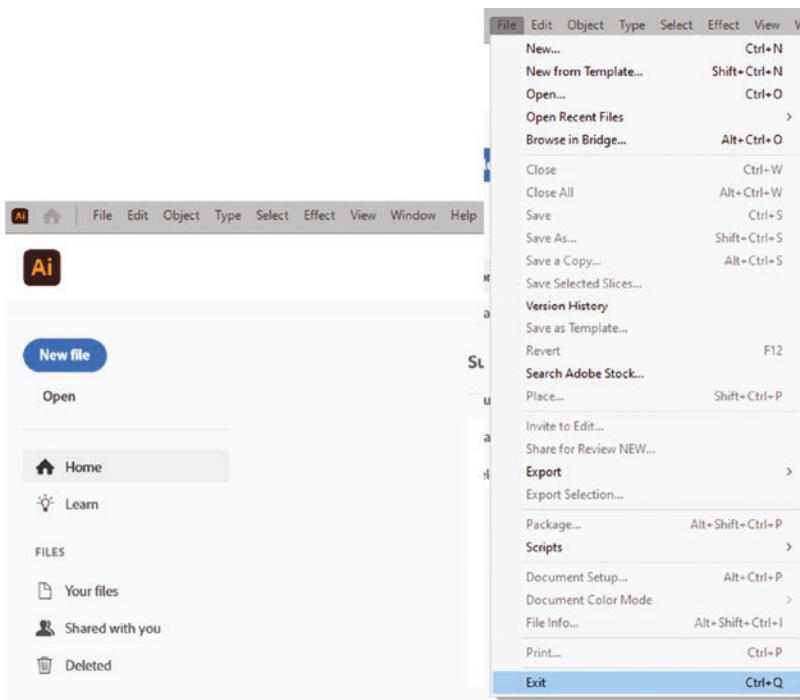 Ai File Edit Object Type Select Effect View Window Help
Ai
New file
Open
Home
Learn
FILES
Your files
Shared with you
Deleted
File Edit Object Type Select Effect View
New... Ctrl+N
New from Template... Shift+Ctrl+N
Open... Ctrl+O
Open Recent Files >
Browse in Bridge... Alt+Ctrl+O
Close Ctrl+W
Close All Alt+Ctrl+W
Save Ctrl+S
Save As... Shift+Ctrl+S
Save a Copy... Alt+Ctrl+S
Save Selected Slices...
Version History
Save as Template...
Revert F12
Search Adobe Stock...
Place... Shift+Ctrl+P
Invite to Edit...
Share for Review NEW...
Export >
Export Selection...
Package... Alt+Shift+Ctrl+P
Scripts >
Document Setup... Alt+Ctrl+P
Document Color Mode >
File Info... Alt+Shift+Ctrl+I
Print... Ctrl+P
Exit Ctrl+Q